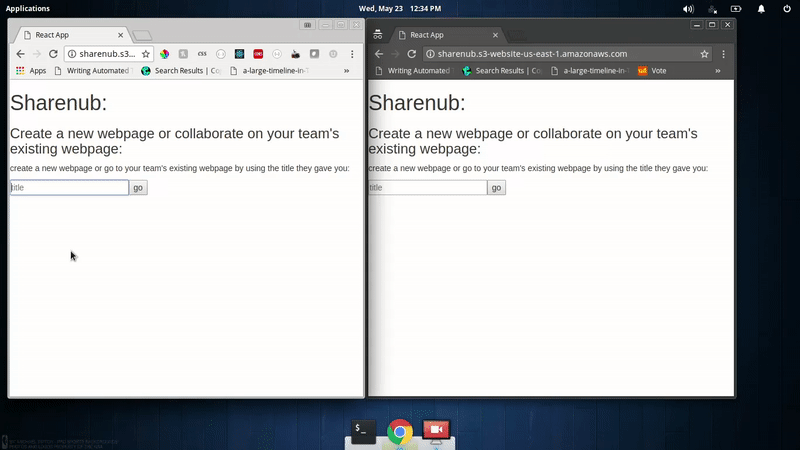 Applications
Wed, May 23 12:34 PM
React App
sharenub.s3...
css
Apps
Writing Automated
Search Results | Co
a-large-timeline-in-
»
Sharenub:
Create a new webpage or collaborate on your team's
existing webpage:
create a new webpage or go to your team's existing webpage by using the title they gave you:
title
go
React App
sharenub.s3-website-us-east-1.amazonaws.com
Writing Automated
Search Results | Co
a-large-timeline-in-
Vote
»
Sharenub:
Create a new webpage or collaborate on your team's
existing webpage:
create a new webpage or go to your team's existing webpage by using the title they gave you:
title
go
$_